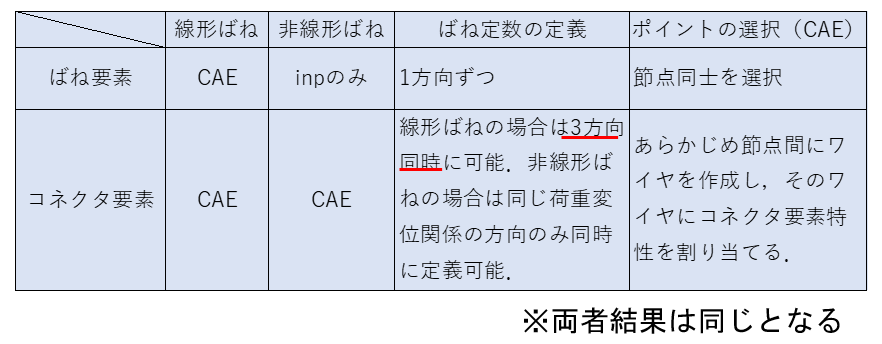 線形ばね 非線形ばね ばね定数の定義 ポイントの選択（CAE）
ばね要素 CAE inpのみ 1方向ずつ 節点同士を選択
コネクタ要素 CAE CAE
線形ばねの場合は3方向
同時に可能．非線形ば
ねの場合は同じ荷重変
位関係の方向のみ同時
に定義可能．
あらかじめ節点間にワ
イヤを作成し，そのワ
イヤにコネクタ要素特
性を割り当てる．
※両者結果は同じとなる